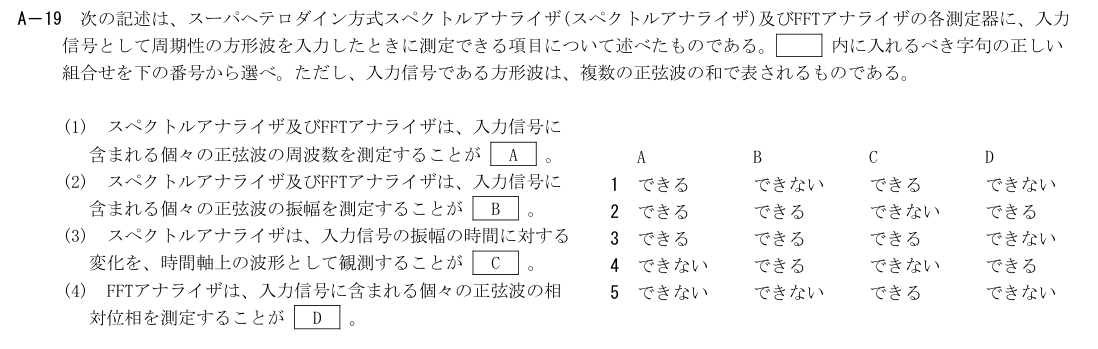 A－19 次の記述は、スーパヘテロダイン方式スペクトルアナライザ(スペクトルアナライザ)及びFFTアナライザの各測定器に、入力
信号として周期性の方形波を入力したときに測定できる項目について述べたものである。 内に入れるべき字句の正しい
組合せを下の番号から選べ。ただし、入力信号である方形波は、複数の正弦波の和で表されるものである。
(1) スペクトルアナライザ及びFFTアナライザは、入力信号に
含まれる個々の正弦波の周波数を測定することが A 。
(2) スペクトルアナライザ及びFFTアナライザは、入力信号に
含まれる個々の正弦波の振幅を測定することが B 。
(3) スペクトルアナライザは、入力信号の振幅の時間に対する
変化を、時間軸上の波形として観測することが C 。
(4) FFTアナライザは、入力信号に含まれる個々の正弦波の相
対位相を測定することが D 。
A B C D
1 できる できない できる できない
2 できる できる できない できる
3 できる できる できる できない
4 できない できる できない できる
5 できない できない できる できない